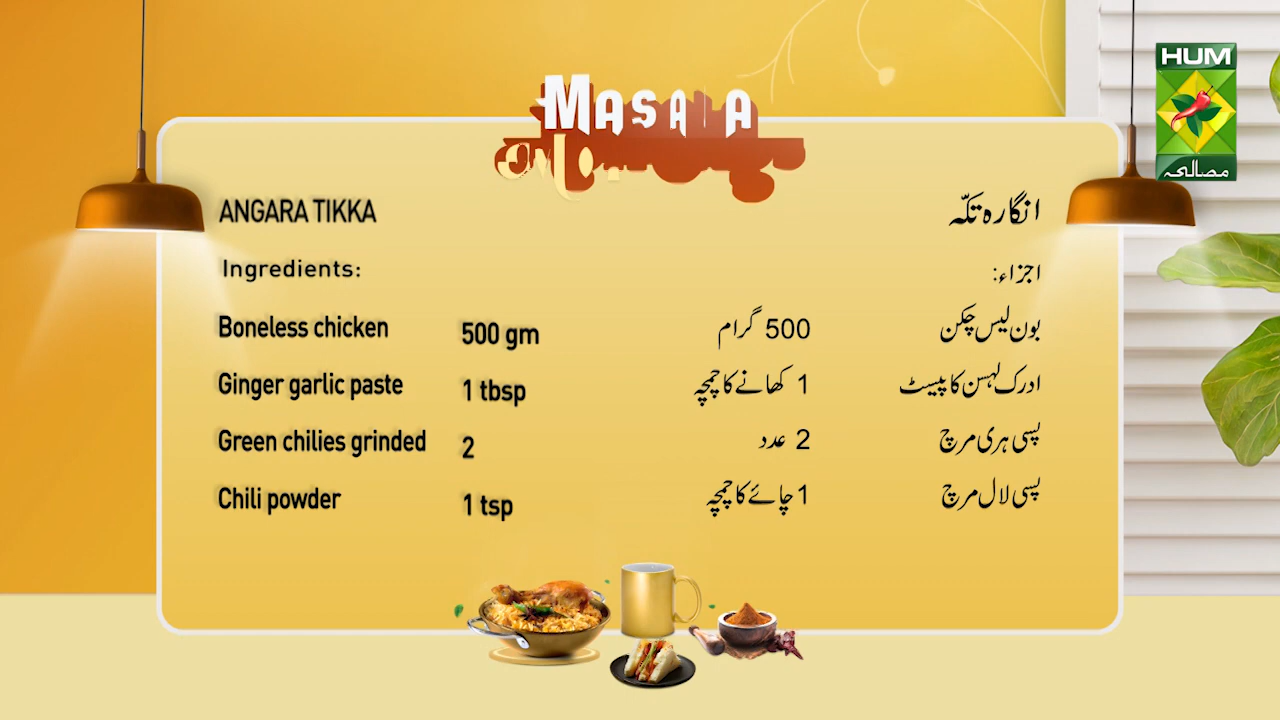 HUM
مصالحہ
MASALA
ANGARA TIKKA
انگارہ تکّہ
Ingredients:
اجزاء:
Boneless chicken 500 gm
بون لیس چکن 500 گرام
Ginger garlic paste 1 tbsp
ادرک لہسن کا پیسٹ 1 کھانے کا چمچہ
Green chilies grinded 2
پسی ہری مرچ 2 عدد
Chili powder 1 tsp
پسی لال مرچ 1 چائے کا چمچہ